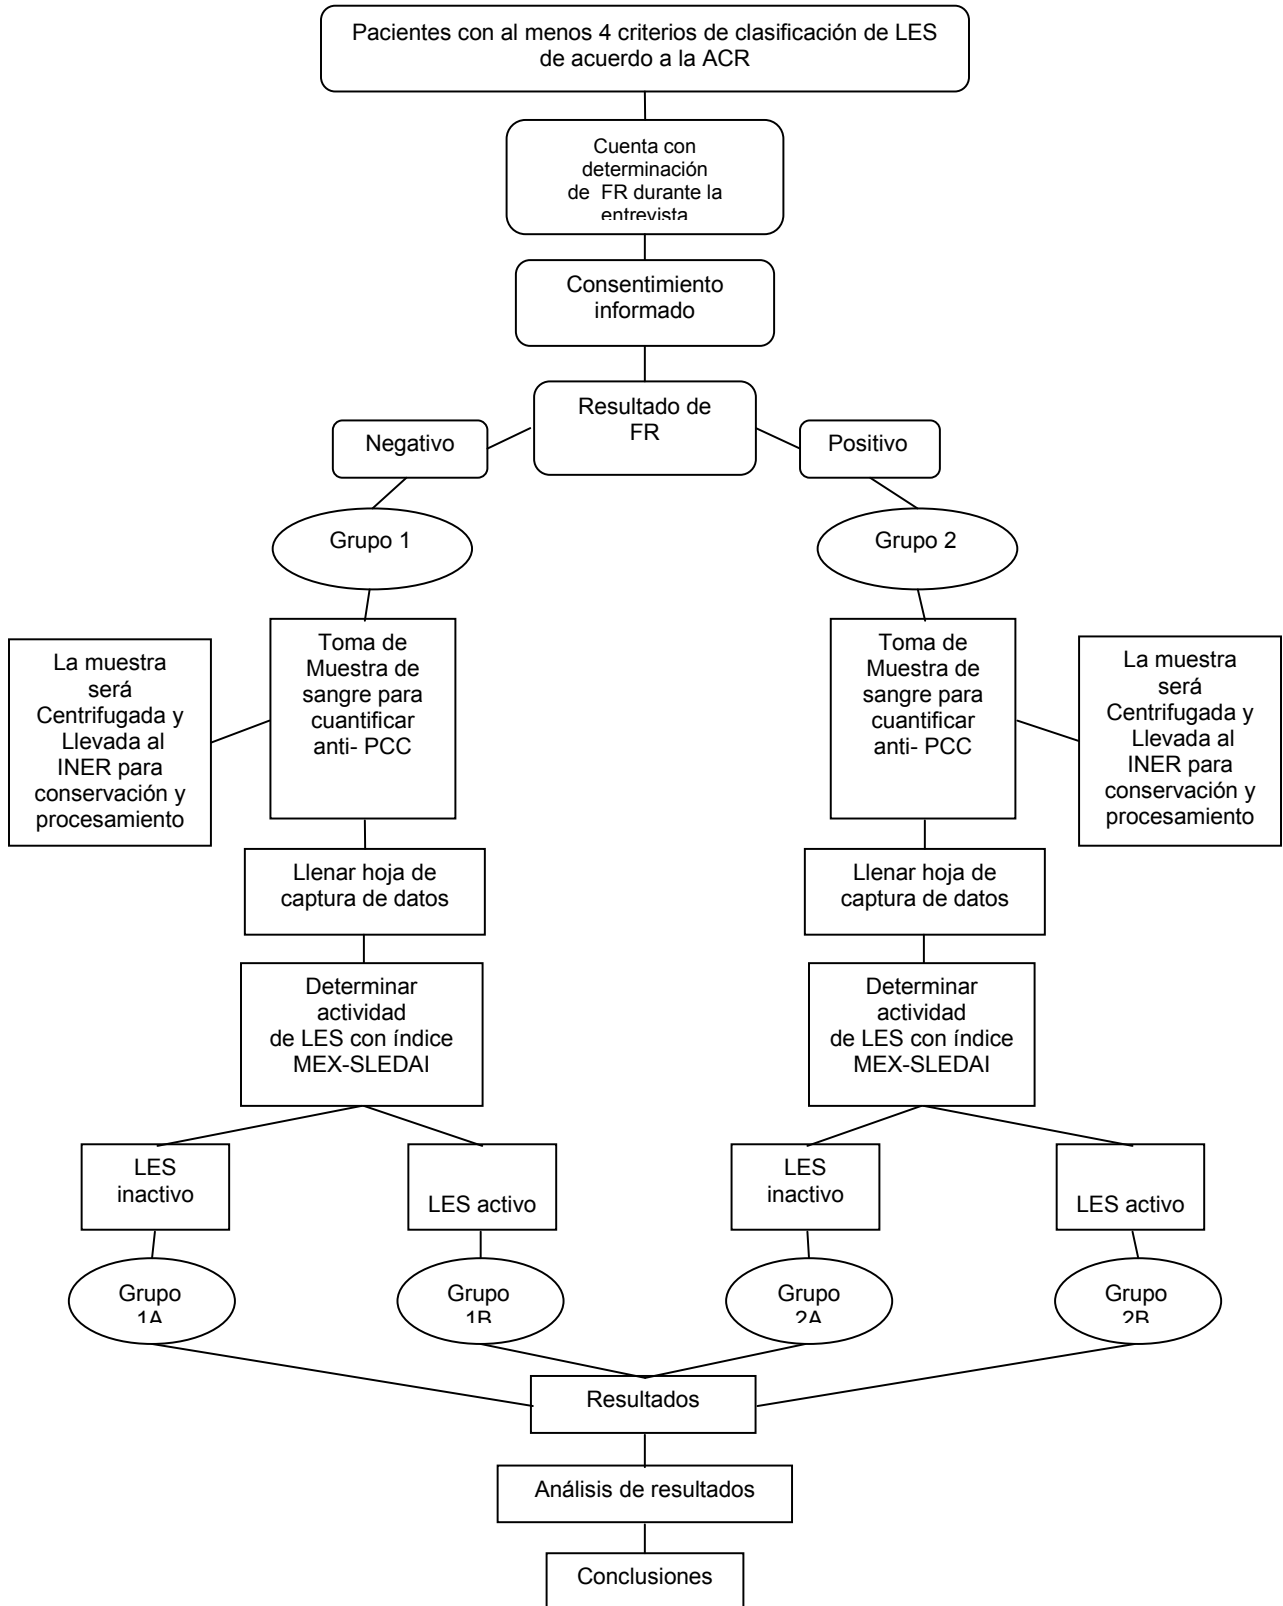 Pacientes con al menos 4 criterios de clasificación de LES
de acuerdo a la ACR
Cuenta con
determinación
de FR durante la
entrevista
Consentimiento
informado
Resultado de
FR
Negativo
Positivo
Grupo 1
Grupo 2
La muestra
será
Centrifugada y
Llevada al
INER para
conservación y
procesamiento
Toma de
Muestra de
sangre para
cuantificar
anti- PCC
Toma de
Muestra de
sangre para
cuantificar
anti- PCC
La muestra
será
Centrifugada y
Llevada al
INER para
conservación y
procesamiento
Llenar hoja de
captura de datos
Llenar hoja de
captura de datos
Determinar
actividad
de LES con índice
MEX-SLEDAI
Determinar
actividad
de LES con índice
MEX-SLEDAI
LES
inactivo
LES activo
LES
inactivo
LES activo
Grupo
1A
Grupo
1B
Grupo
2A
Grupo
2B
Resultados
Análisis de resultados
Conclusiones